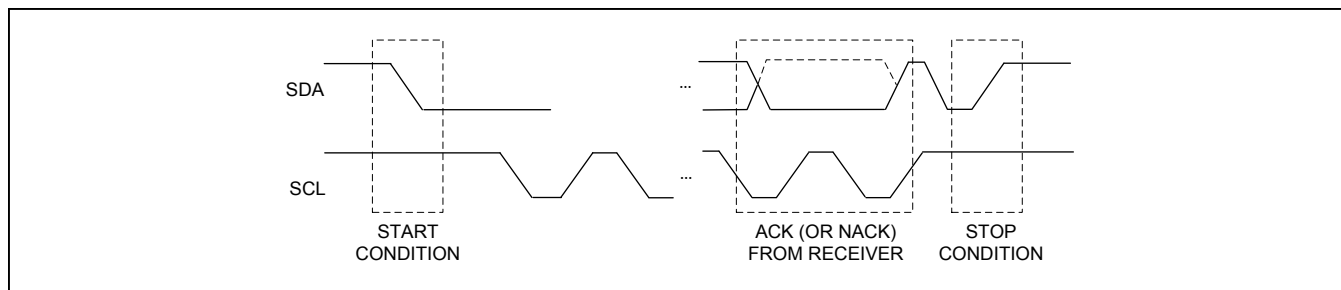 SDA
...
SCL
...
START
CONDITION
ACK (OR NACK)
FROM RECEIVER
STOP
CONDITION